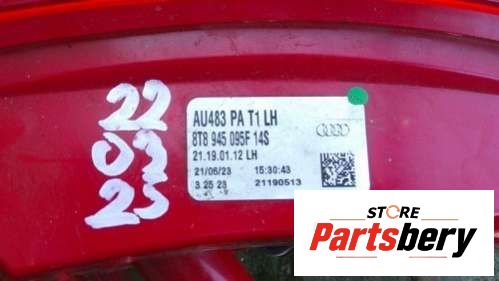 22
03
23
AU483 PA T1 LH
8T8 945 095F 14S
21.19.01.12 LH
21/06/23 15:30:43
3 25 23 21190513
STORE
Partsbery